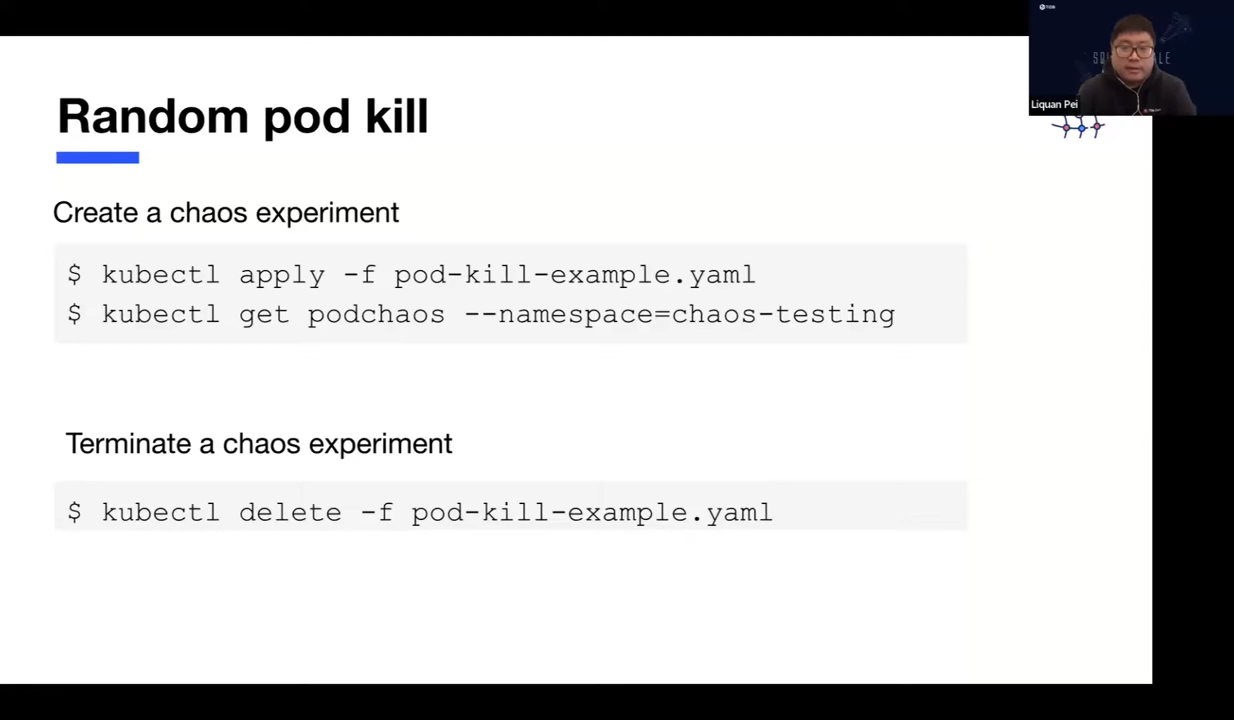 Random pod kill
Create a chaos experiment
$ kubectl apply -f pod-kill-example.yaml
$ kubectl get podchaos --namespace=chaos-testing
Terminate a chaos experiment
$ kubectl delete -f pod-kill-example.yaml
Liquan Pei